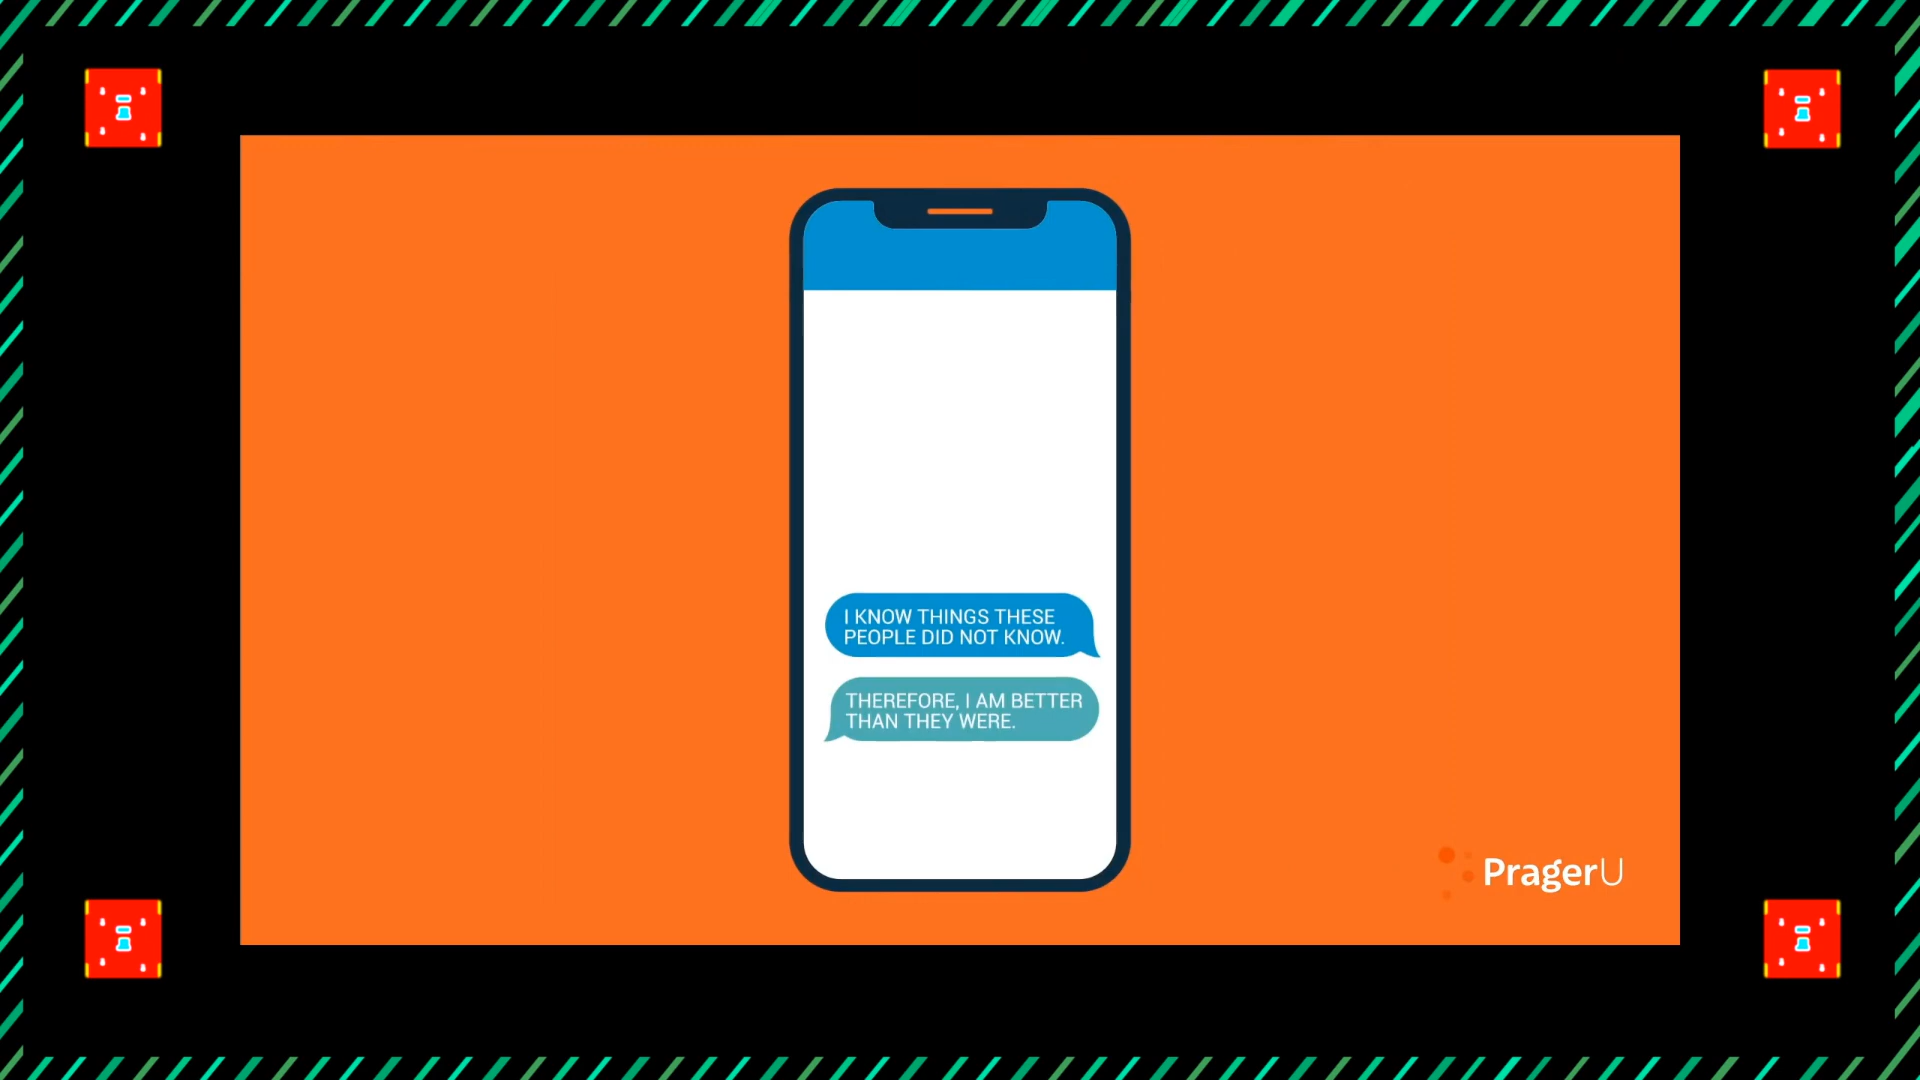 I KNOW THINGS THESE
PEOPLE DID NOT KNOW.
THEREFORE, I AM BETTER
THAN THEY WERE.
PragerU